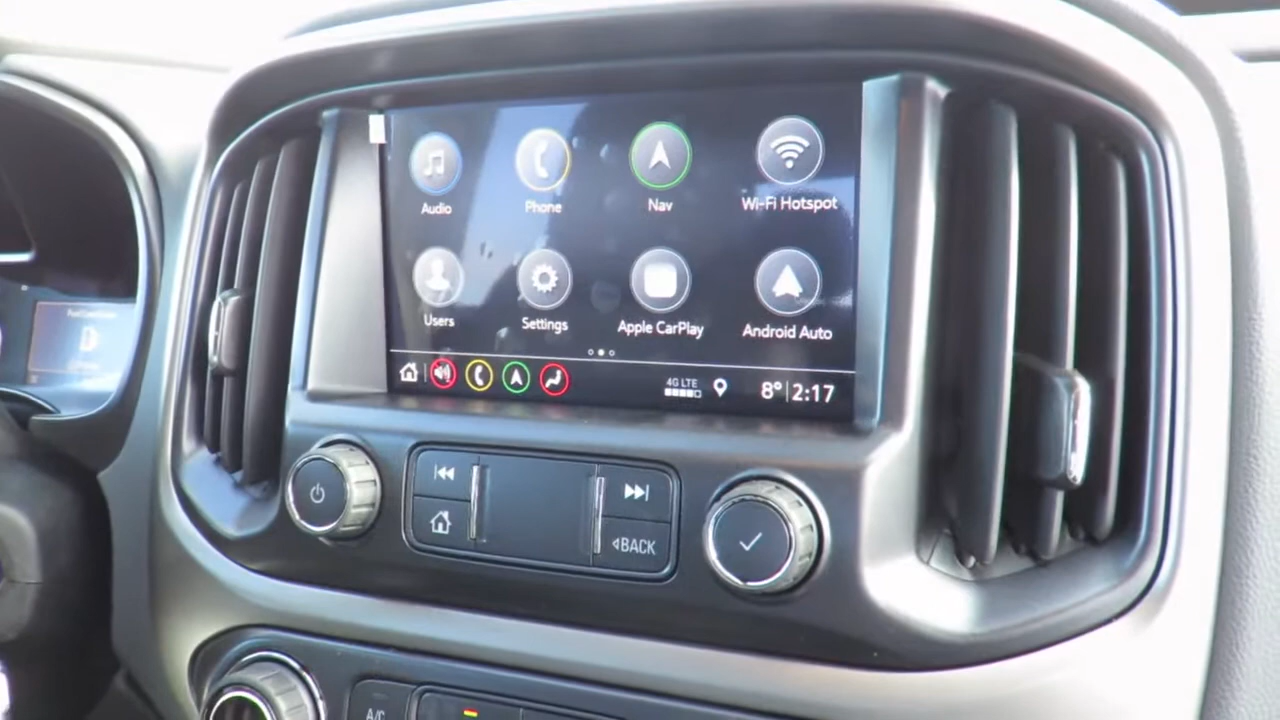 Audio
Phone
Nav
Wi-Fi Hotspot
Users
Settings
Apple CarPlay
Android Auto
4G LTE
8° 2:17
BACK
A/C